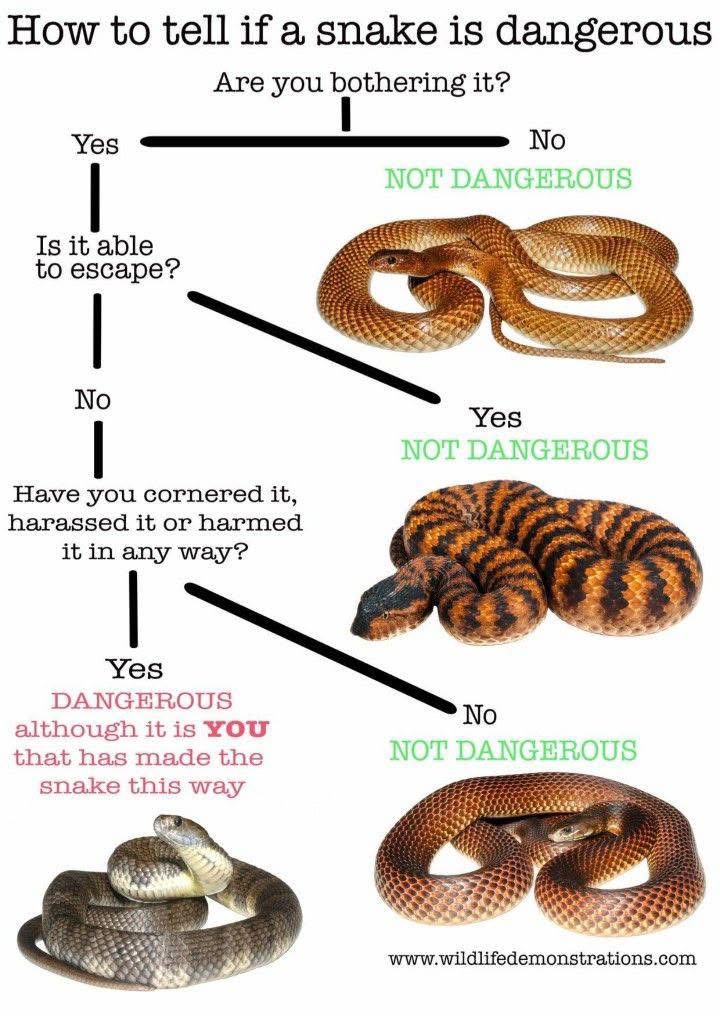 How to tell if a snake is dangerous
Are you bothering it?
Yes
No
NOT DANGEROUS
Is it able
to escape?
No
Yes
NOT DANGEROUS
Have you cornered it,
harassed it or harmed
it in any way?
Yes
DANGEROUS
although it is YOU
that has made the
snake this way
No
NOT DANGEROUS
www.wildlifedemonstrations.com